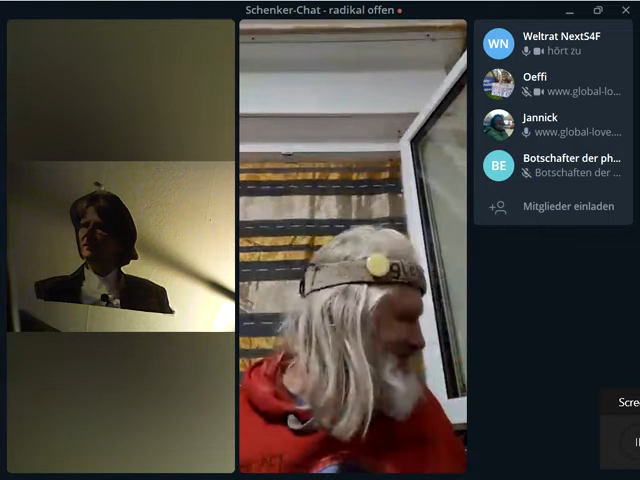 Schenker-Chat - radikal offen
WN
Weltrat NextS4F
hört zu
Oeffi
www.global-lo...
Jannick
www.global-love....
BE
Botschafter der ph...
Botschaften der ...
Mitglieder einladen
Scre